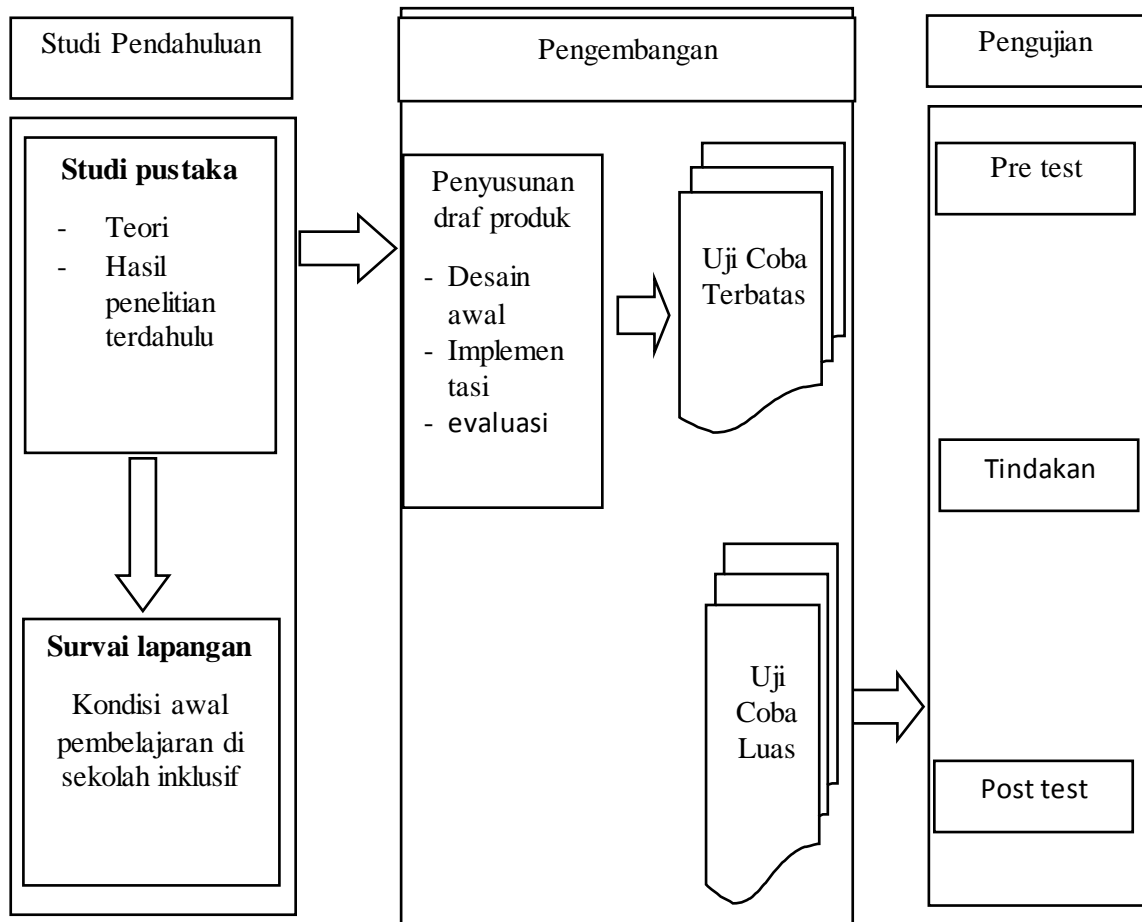 Studi Pendahuluan
Pengembangan
Pengujian
Studi pustaka
- Teori
- Hasil
penelitian
terdahulu
Survai lapangan
Kondisi awal
pembelajaran di
sekolah inklusif
Penyusunan
draf produk
- Desain
awal
- Implemen
tasi
- evaluasi
Uji Coba
Terbatas
Uji
Coba
Luas
Pre test
Tindakan
Post test